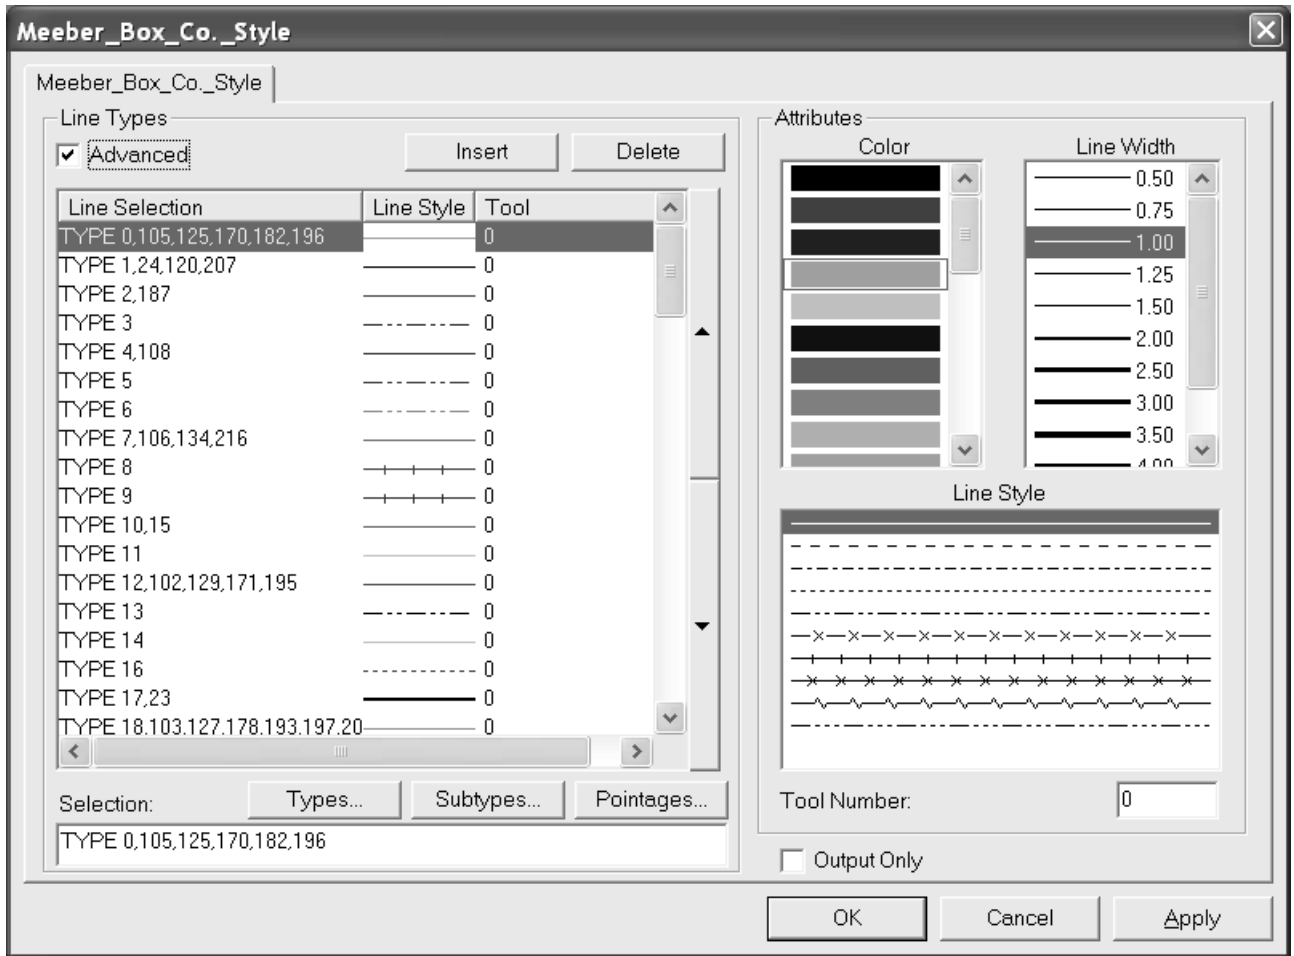 Meeber_Box_Co._Style
Meeber_Box_Co._Style
Line Types
Advanced
Insert
Delete
Line Selection Line Style Tool
TYPE 0,105,125,170,182,196 0
TYPE 1,24,120,207 0
TYPE 2,187 0
TYPE 3 0
TYPE 4,108 0
TYPE 5 0
TYPE 6 0
TYPE 7,106,134,216 0
TYPE 8 0
TYPE 9 0
TYPE 10,15 0
TYPE 11 0
TYPE 12,102,129,171,195 0
TYPE 13 0
TYPE 14 0
TYPE 16 0
TYPE 17,23 0
TYPE 18,103,127,178,193,197,20 0
Selection:
Types...
Subtypes...
Pointages...
TYPE 0,105,125,170,182,196
Attributes
Color
Line Width
0.50
0.75
1.00
1.25
1.50
2.00
2.50
3.00
3.50
4.00
Line Style
Tool Number:
0
Output Only
OK
Cancel
Apply